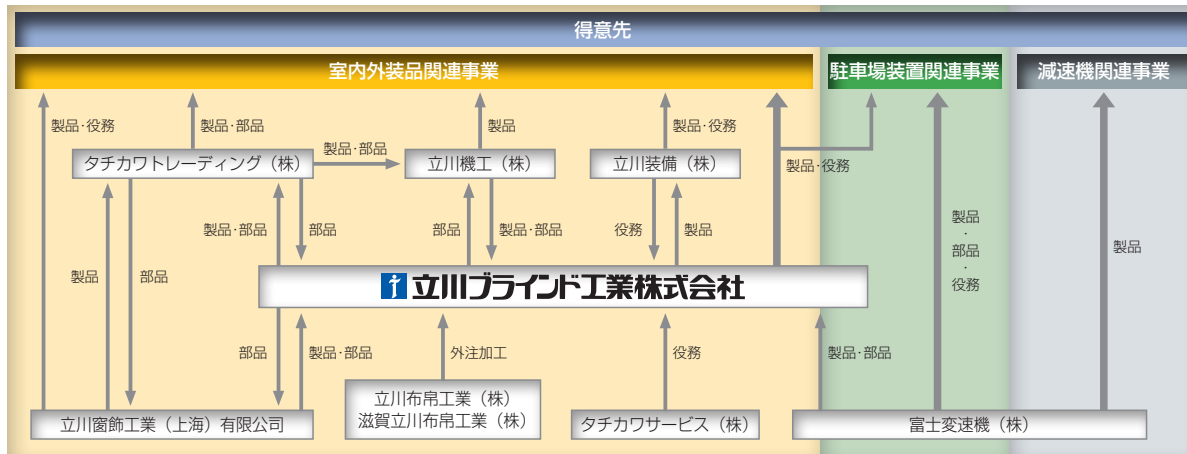 得意先
室内外装品関連事業
駐車場装置関連事業
減速機関連事業
製品・役務
製品・部品
製品
製品・役務
製品・部品
製品・役務
タチカワトレーディング（株）
立川機工（株）
立川装備（株）
製品・部品
部品
部品
製品・部品
役務
製品
製品
・
部品
・
役務
製品
製品
部品
立川ブラインド工業株式会社
部品
製品・部品
外注加工
役務
製品・部品
立川窗飾工業（上海）有限公司
立川布帛工業（株）
滋賀立川布帛工業（株）
タチカワサービス（株）
富士変速機（株）